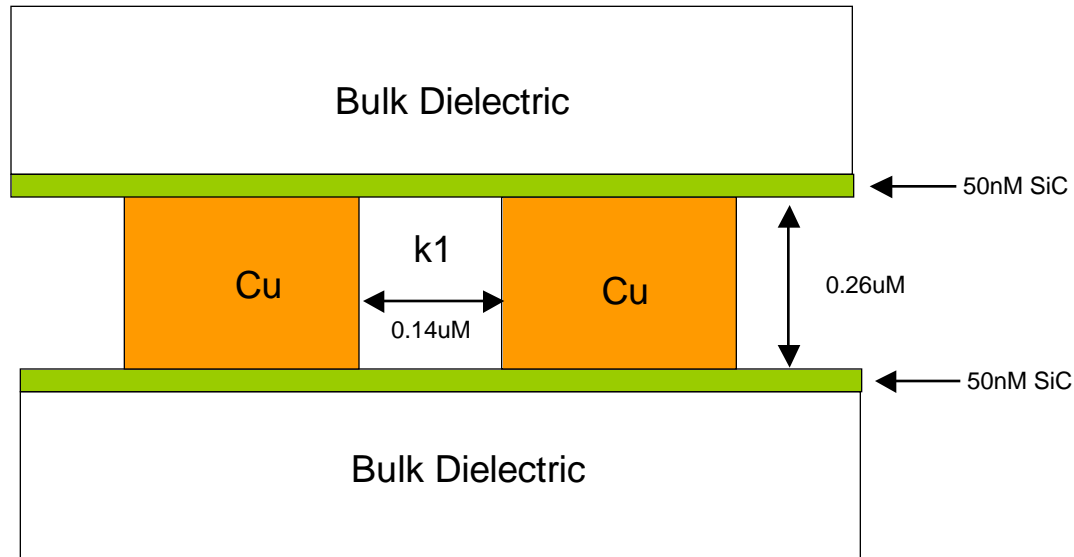 Bulk Dielectric
50nM SiC
k1
Cu
Cu
0.26uM
0.14uM
50nM SiC
Bulk Dielectric